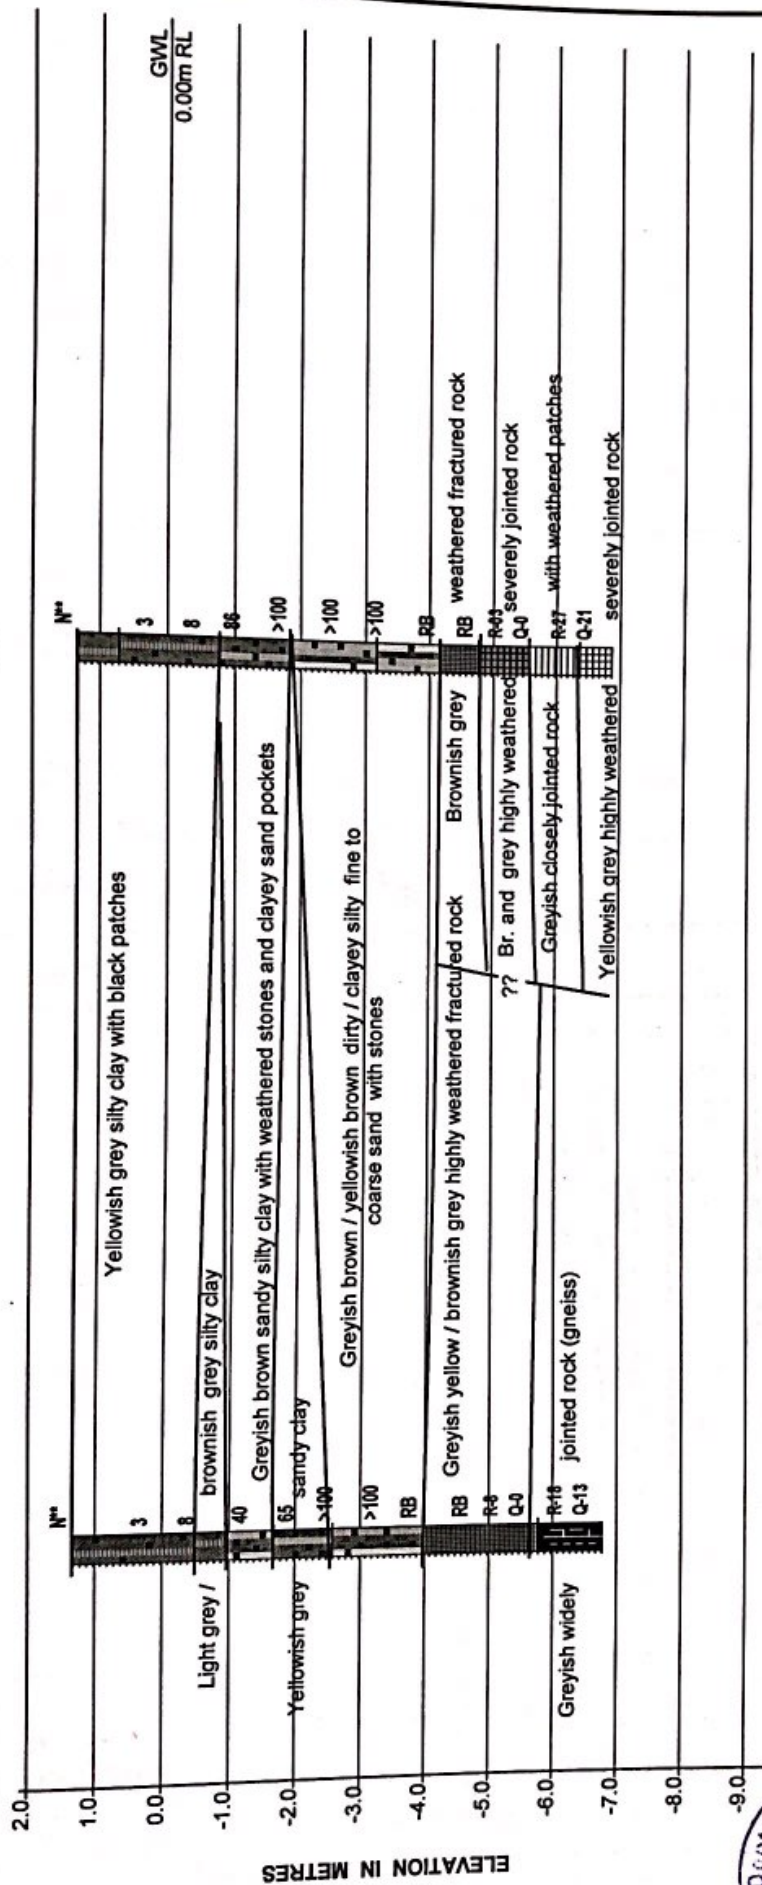 GWL
0.00m RL
2.0
1.0
0.0
-1.0
-2.0
-3.0
-4.0
-5.0
-6.0
-7.0
-8.0
-9.0
ELEVATION IN METRES
N**
3
8
40
65
>100
>100
RB
RB
R-8
Q-0
R-18
Q-13
Light grey / brownish grey silty clay
Yellowish grey sandy clay
Greyish widely jointed rock (gneiss)
Yellowish grey silty clay with black patches
Greyish brown sandy silty clay with weathered stones and clayey sand pockets
Greyish brown / yellowish brown dirty / clayey silty fine to
coarse sand with stones
Greyish yellow / brownish grey highly weathered fractured rock
??
N**
3
8
86
>100
>100
>100
RB
RB
R-03
Q-0
R-27
Q-21
Brownish grey weathered fractured rock
Br. and grey highly weathered severely jointed rock
Greyish closely jointed rock with weathered patches
Yellowish grey highly weathered severely jointed rock